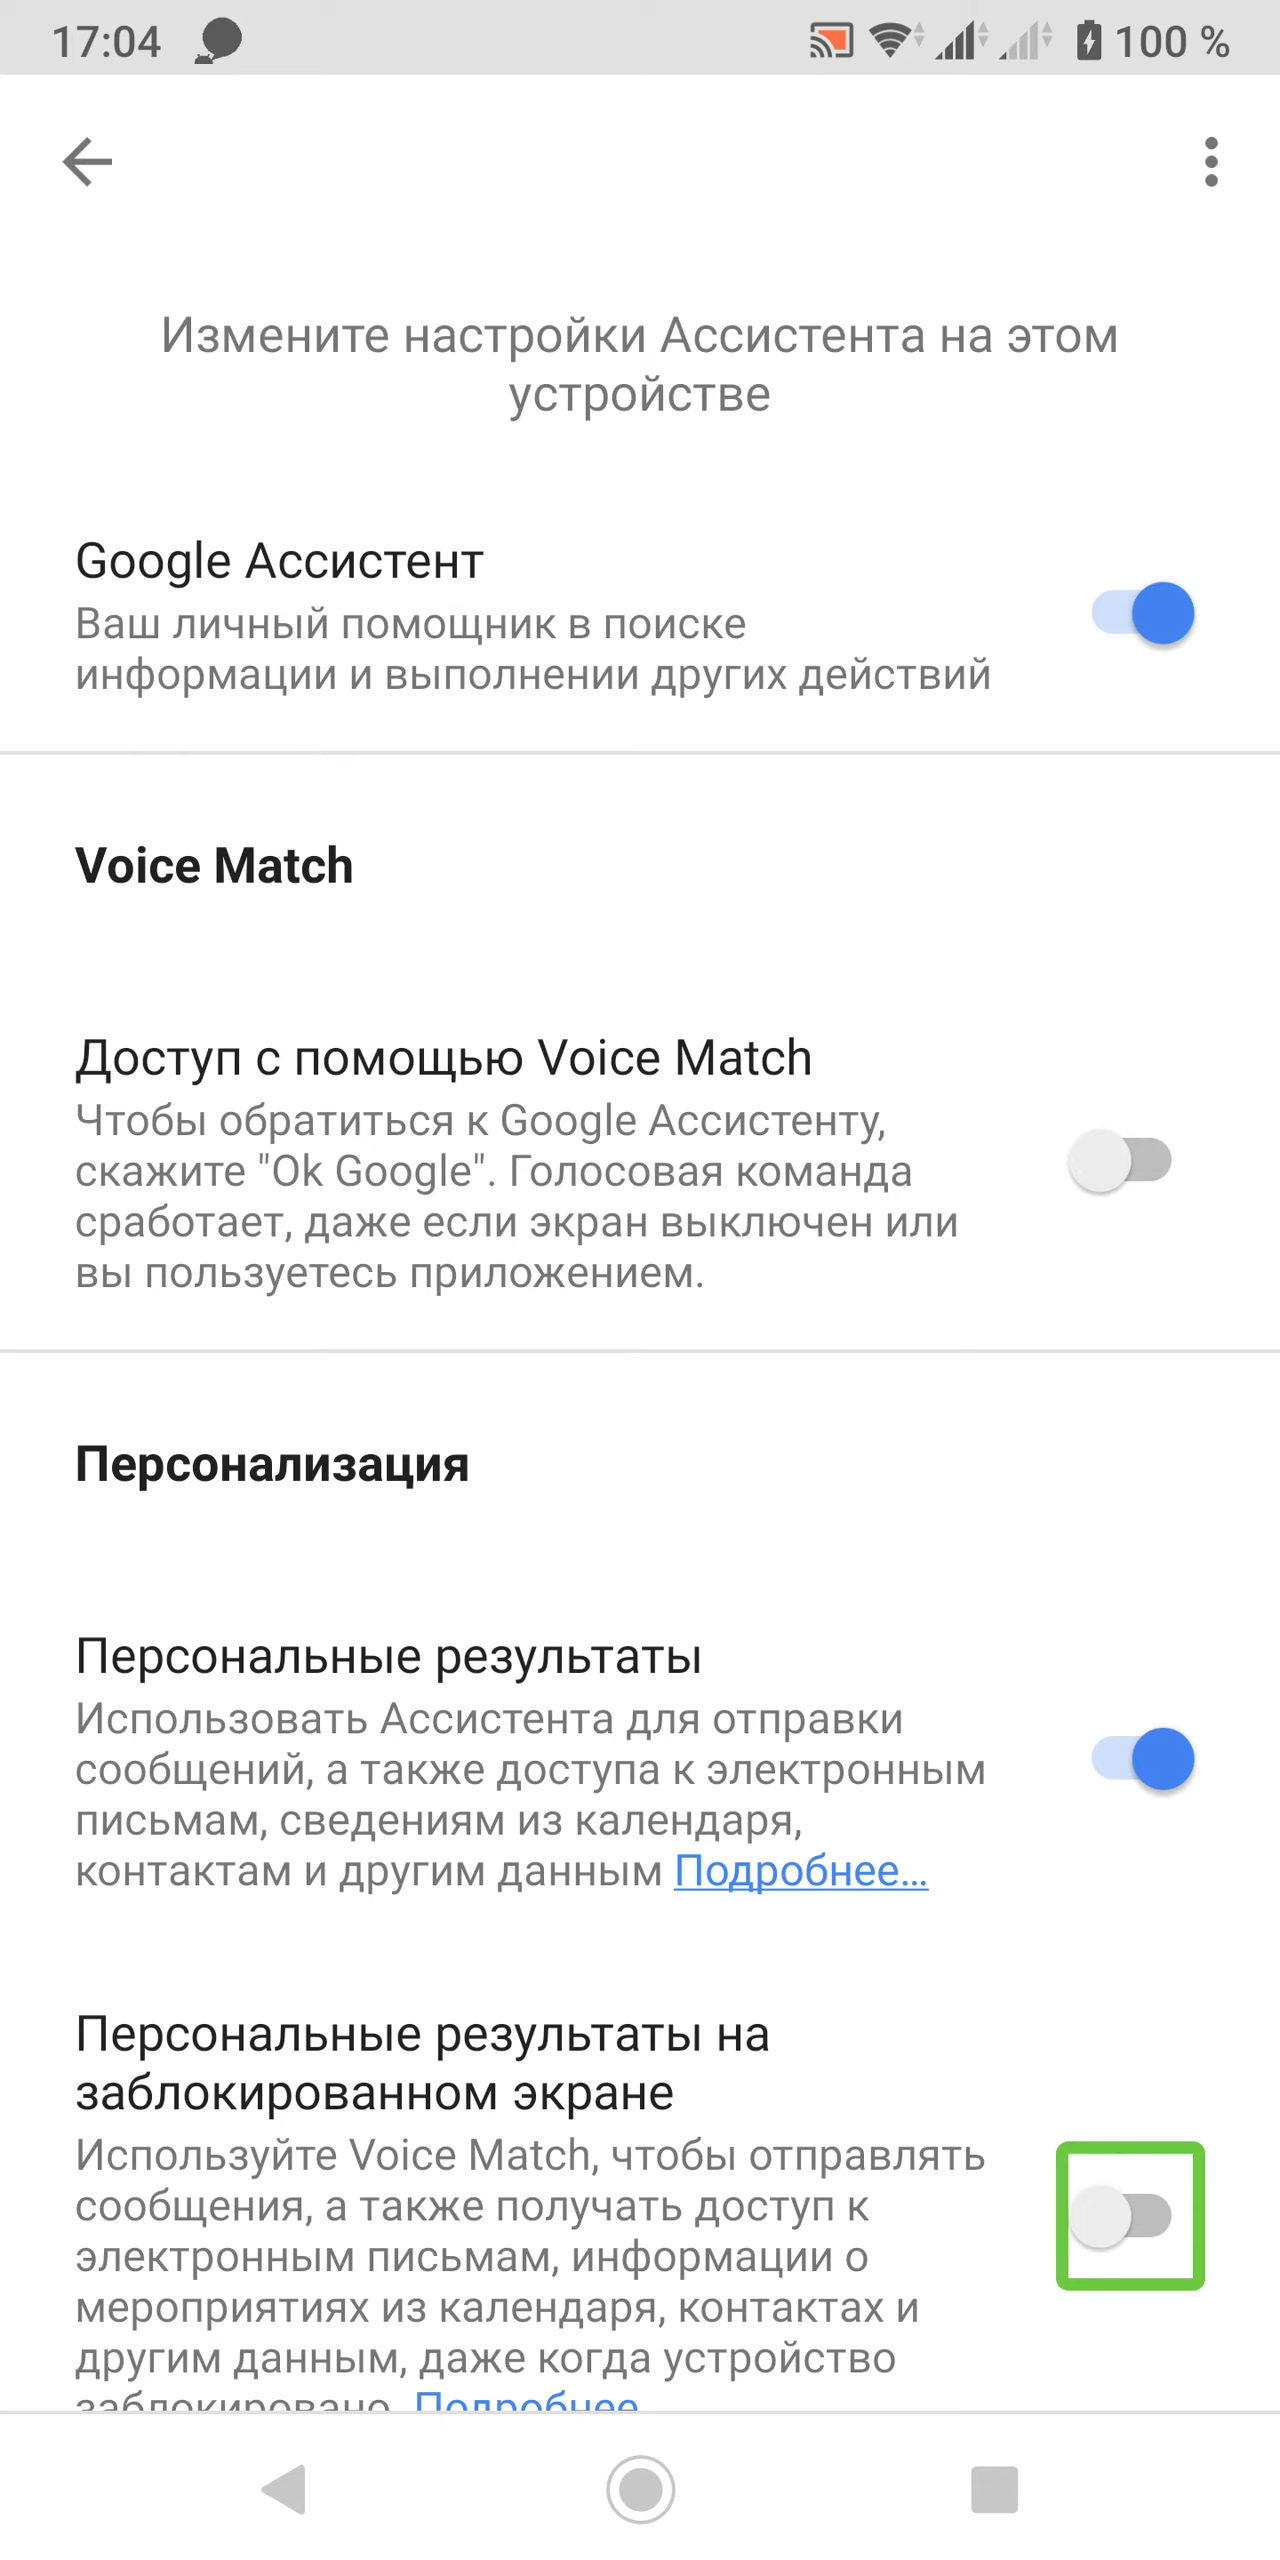 17:04
100 %
Измените настройки Ассистента на этом
устройстве
Google Ассистент
Ваш личный помощник в поиске
информации и выполнении других действий
Voice Match
Доступ с помощью Voice Match
Чтобы обратиться к Google Ассистенту,
скажите "Ok Google". Голосовая команда
сработает, даже если экран выключен или
вы пользуетесь приложением.
Персонализация
Персональные результаты
Использовать Ассистента для отправки
сообщений, а также доступа к электронным
письмам, сведениям из календаря,
контактам и другим данным Подробнее…
Персональные результаты на
заблокированном экране
Используйте Voice Match, чтобы отправлять
сообщения, а также получать доступ к
электронным письмам, информации о
мероприятиях из календаря, контактах и
другим данным, даже когда устройство
заблокировано. Подробнее